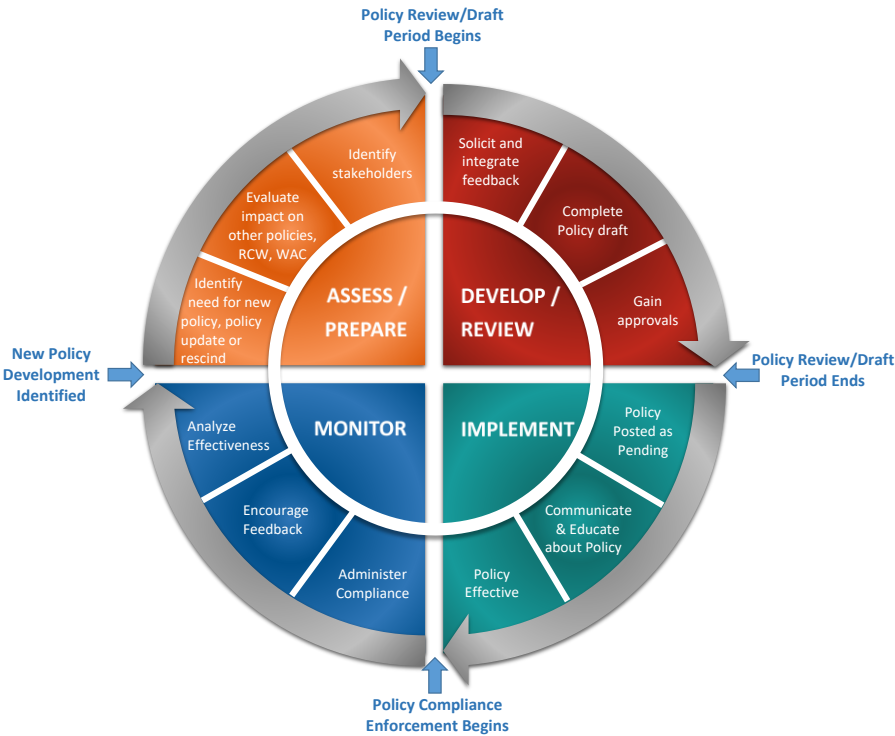 Policy Review/Draft
Period Begins
Identify
stakeholders
Evaluate
impact on
other policies,
RCW, WAC
Identify
need for new
policy, policy
update or
rescind
ASSESS /
PREPARE
Solicit and
integrate
feedback
Complete
Policy draft
Gain
approvals
DEVELOP /
REVIEW
New Policy
Development
Identified
Policy Review/Draft
Period Ends
MONITOR
Analyze
Effectiveness
Encourage
Feedback
Administer
Compliance
IMPLEMENT
Policy
Posted as
Pending
Communicate
& Educate
about Policy
Policy
Effective
Policy Compliance
Enforcement Begins